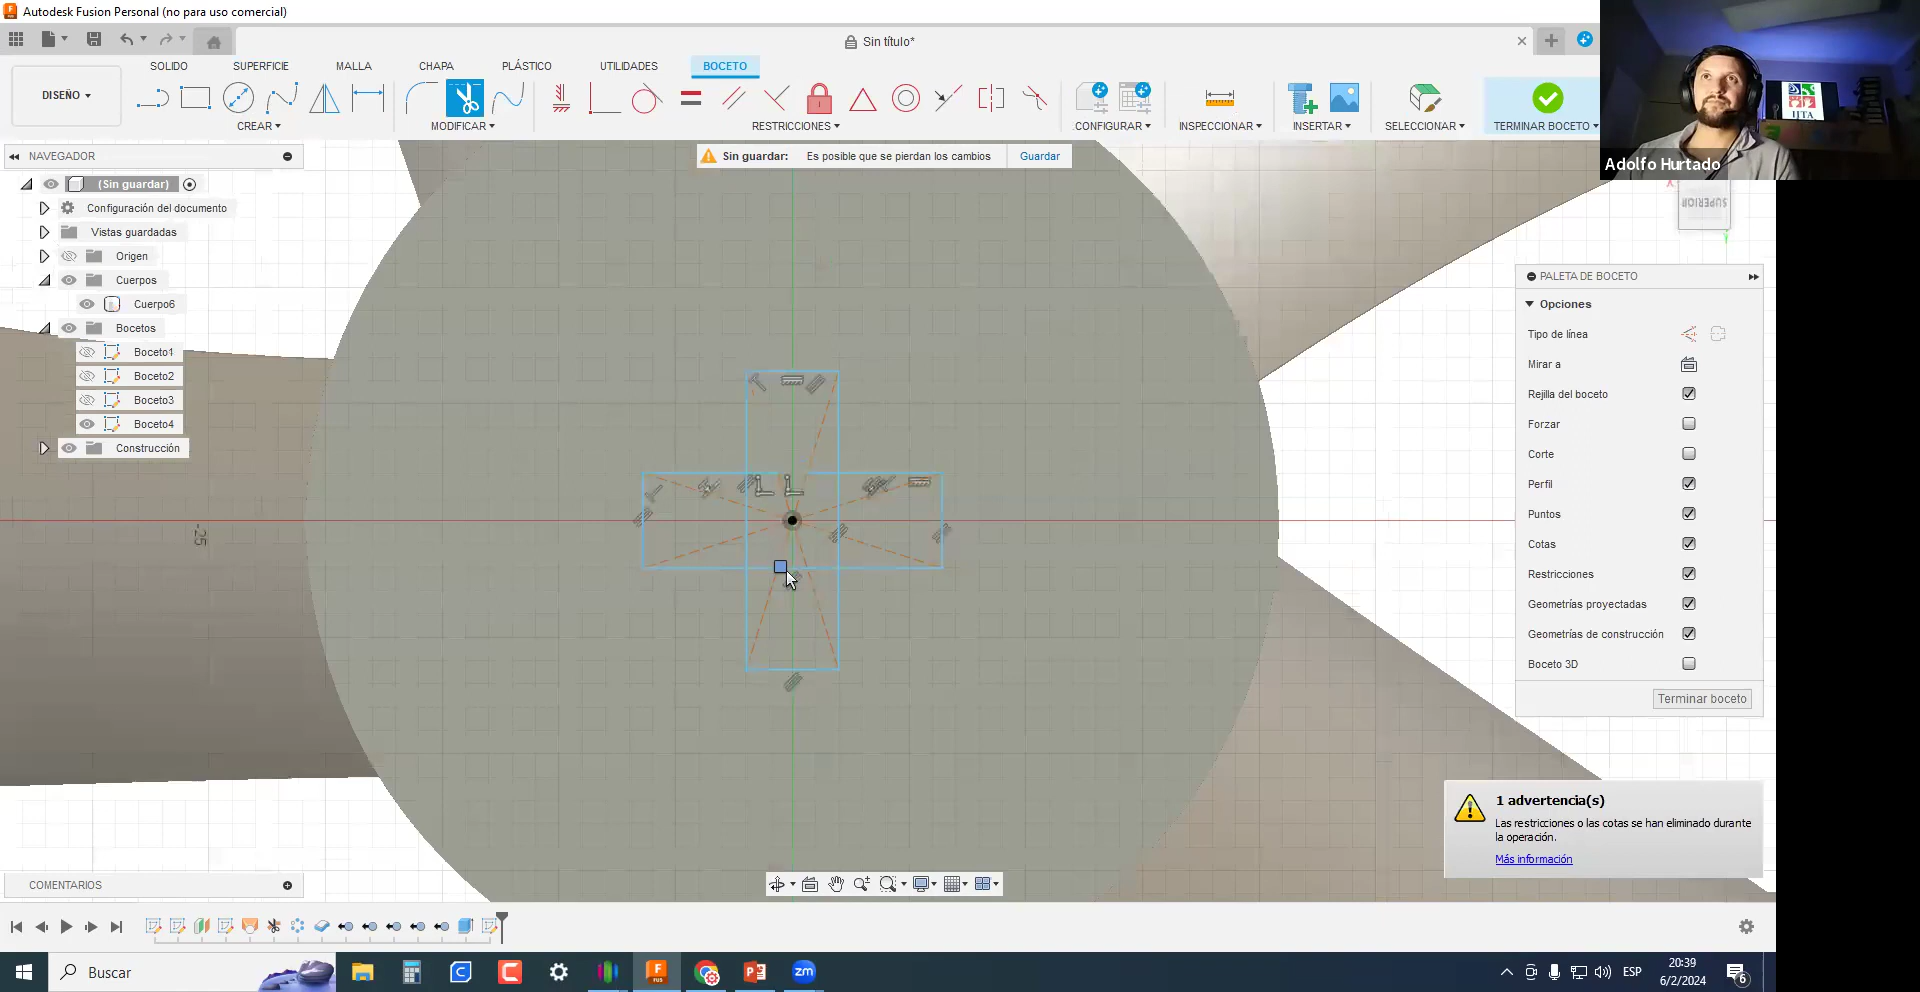 Autodesk Fusion Personal (no para uso comercial)
Sin título*
DISEÑO
SOLIDO
SUPERFICIE
MALLA
CHAPA
PLÁSTICO
UTILIDADES
BOCETO
CREAR
MODIFICAR
RESTRICCIONES
CONFIGURAR
INSPECCIONAR
INSERTAR
SELECCIONAR
TERMINAR BOCETO
IJTA
Adolfo Hurtado
NAVEGADOR
Sin guardar: Es posible que se pierdan los cambios Guardar
(Sin guardar)
Configuración del documento
Vistas guardadas
Origen
Cuerpos
Cuerpo6
Bocetos
Boceto1
Boceto2
Boceto3
Boceto4
Construcción
X
SUPERIOR
-25
PALETA DE BOCETO
Opciones
Tipo de línea
Mirar a
Rejilla del boceto
Forzar
Corte
Perfil
Puntos
Cotas
Restricciones
Geometrías proyectadas
Geometrías de construcción
Boceto 3D
Terminar boceto
1 advertencia(s)
Las restricciones o las cotas se han eliminado durante
la operación.
Más información
COMENTARIOS
Buscar
FUS
zm
ESP
20:39
6/2/2024
6